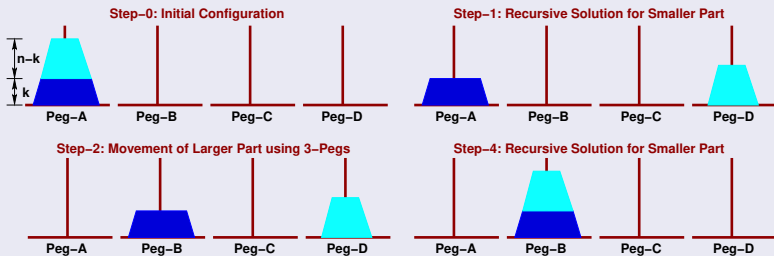 Step-0: Initial Configuration
n-k
k
Peg-A Peg-B Peg-C Peg-D
Step-1: Recursive Solution for Smaller Part
Peg-A Peg-B Peg-C Peg-D
Step-2: Movement of Larger Part using 3-Pegs
Peg-A Peg-B Peg-C Peg-D
Step-4: Recursive Solution for Smaller Part
Peg-A Peg-B Peg-C Peg-D